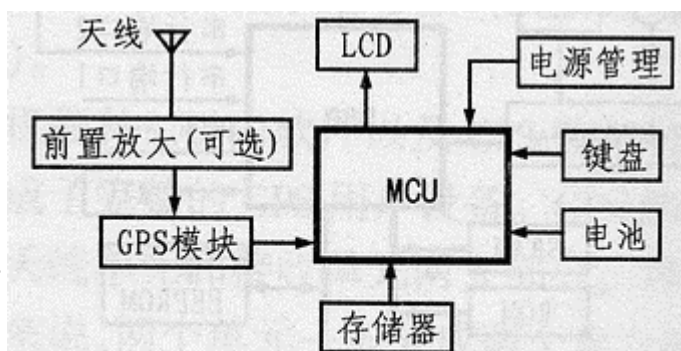 天线
LCD
电源管理
前置放大(可选)
MCU
键盘
GPS模块
电池
存储器